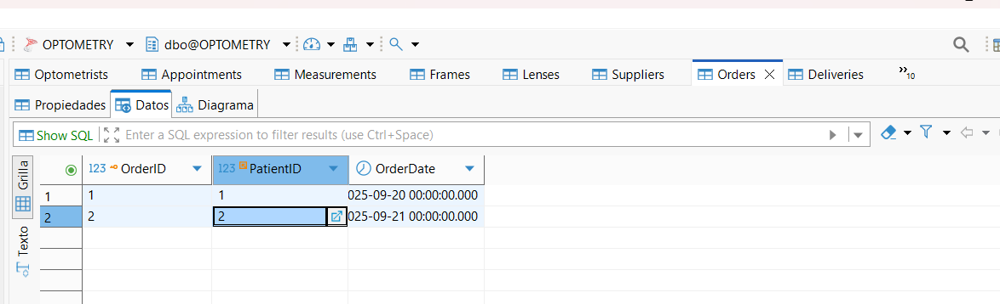 OPTOMETRY dbo@OPTOMETRY
Optometrists Appointments Measurements Frames Lenses Suppliers Orders Deliveries »10
Propiedades Datos Diagrama
Show SQL Enter a SQL expression to filter results (use Ctrl+Space)
Grilla
Texto
123 OrderID 123 PatientID OrderDate
1 1 1 025-09-20 00:00:00.000
2 2 2 025-09-21 00:00:00.000